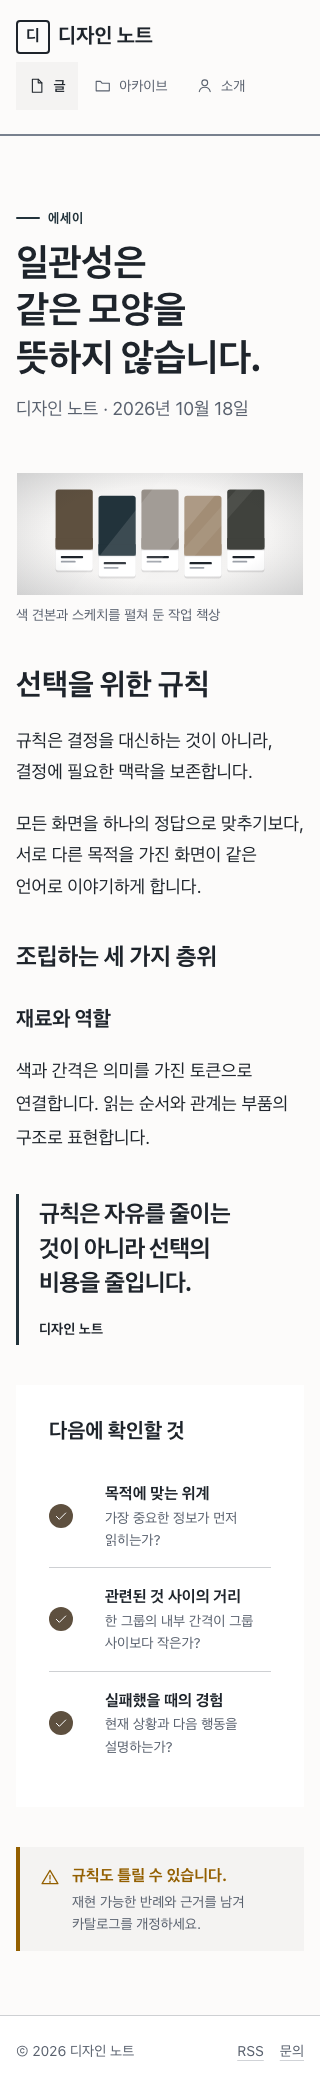 디
디자인 노트
글
아카이브
소개
에세이
일관성은
같은 모양을
뜻하지 않습니다.
디자인 노트 · 2026년 10월 18일
색 견본과 스케치를 펼쳐 둔 작업 책상
선택을 위한 규칙
규칙은 결정을 대신하는 것이 아니라,
결정에 필요한 맥락을 보존합니다.
모든 화면을 하나의 정답으로 맞추기보다,
서로 다른 목적을 가진 화면이 같은
언어로 이야기하게 합니다.
조립하는 세 가지 층위
재료와 역할
색과 간격은 의미를 가진 토큰으로
연결합니다. 읽는 순서와 관계는 부품의
구조로 표현합니다.
규칙은 자유를 줄이는
것이 아니라 선택의
비용을 줄입니다.
디자인 노트
다음에 확인할 것
목적에 맞는 위계
가장 중요한 정보가 먼저
읽히는가?
관련된 것 사이의 거리
한 그룹의 내부 간격이 그룹
사이보다 작은가?
실패했을 때의 경험
현재 상황과 다음 행동을
설명하는가?
규칙도 틀릴 수 있습니다.
재현 가능한 반례와 근거를 남겨
카탈로그를 개정하세요.
© 2026 디자인 노트
RSS
문의